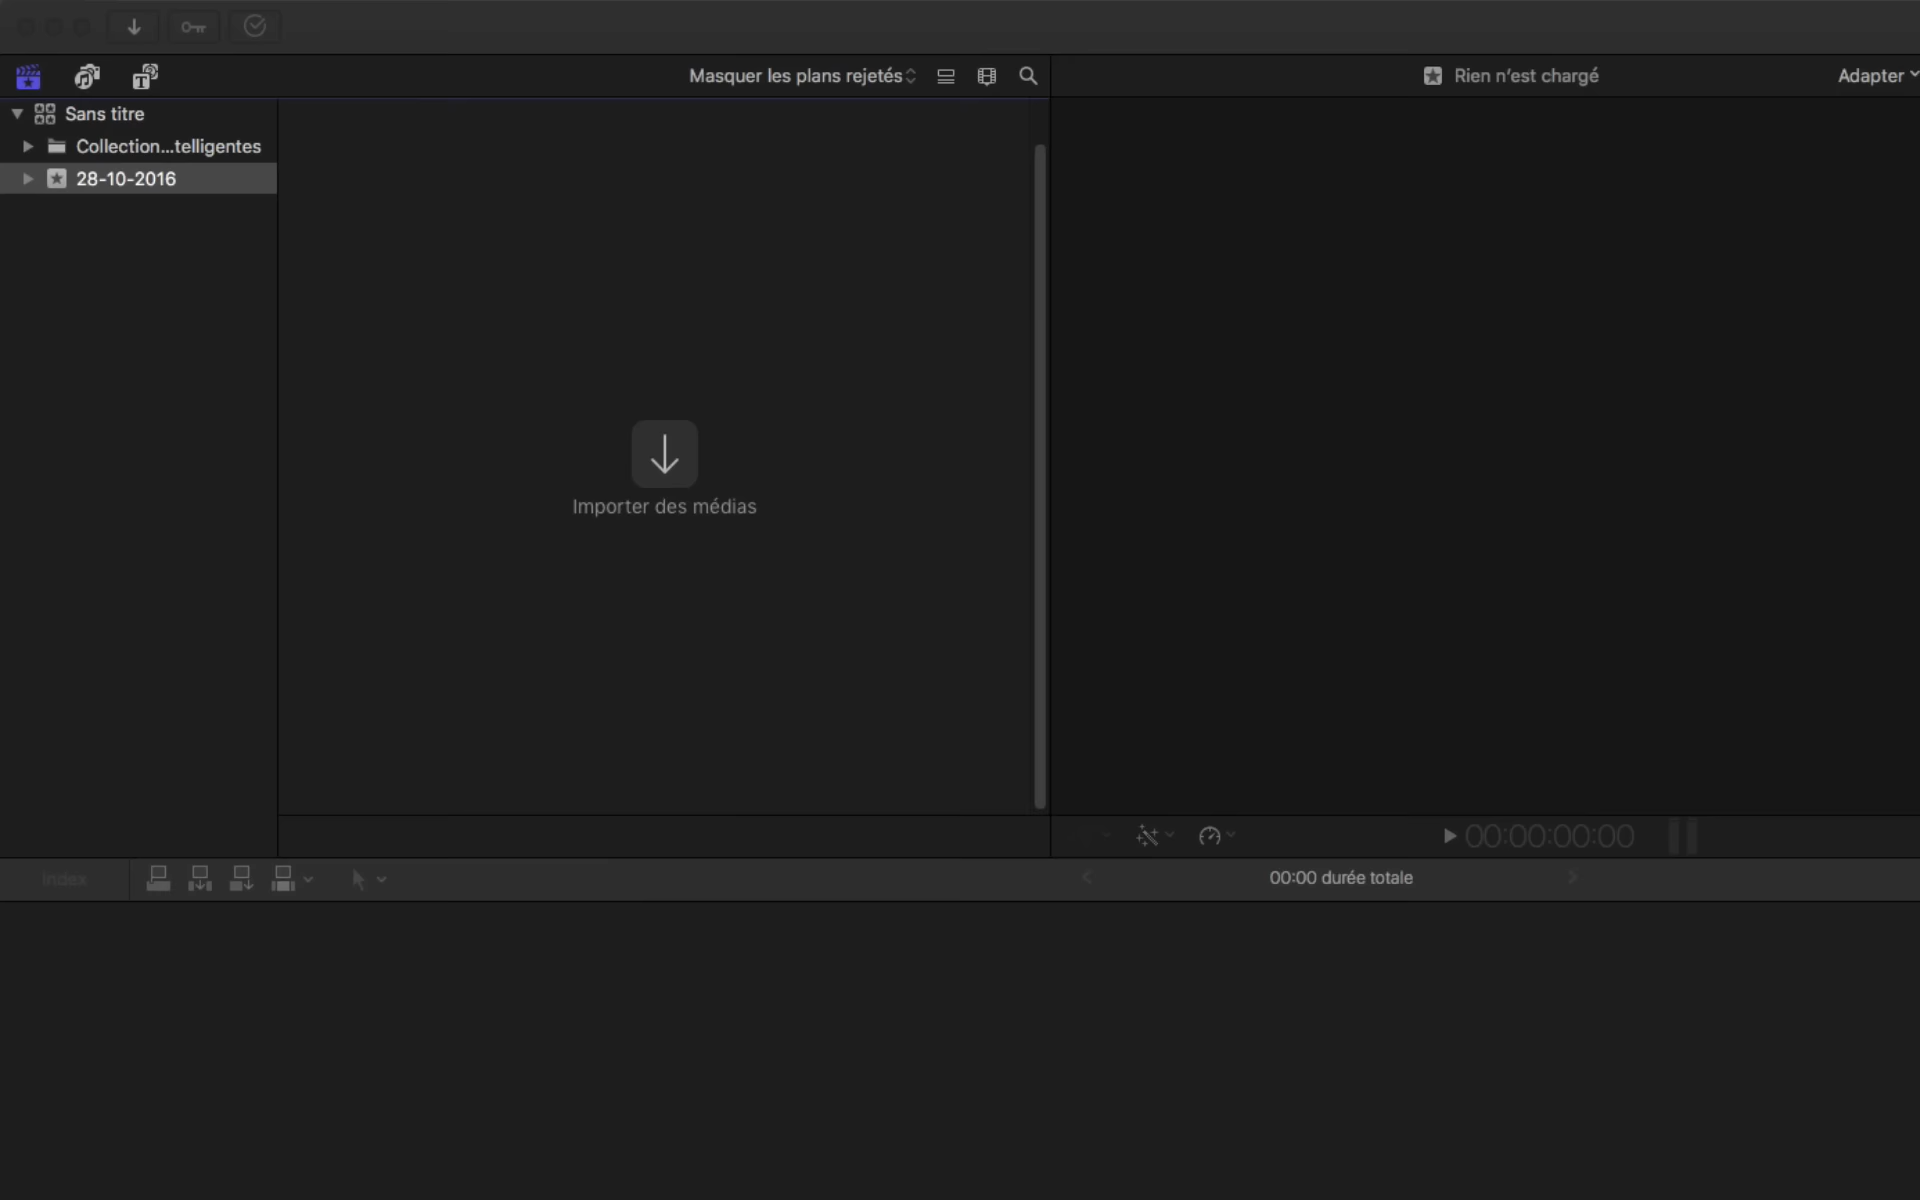 Masquer les plans rejetés
Rien n'est chargé
Adapter
Sans titre
Collection...telligentes
28-10-2016
Importer des médias
00:00:00:00
Index
00:00 durée totale